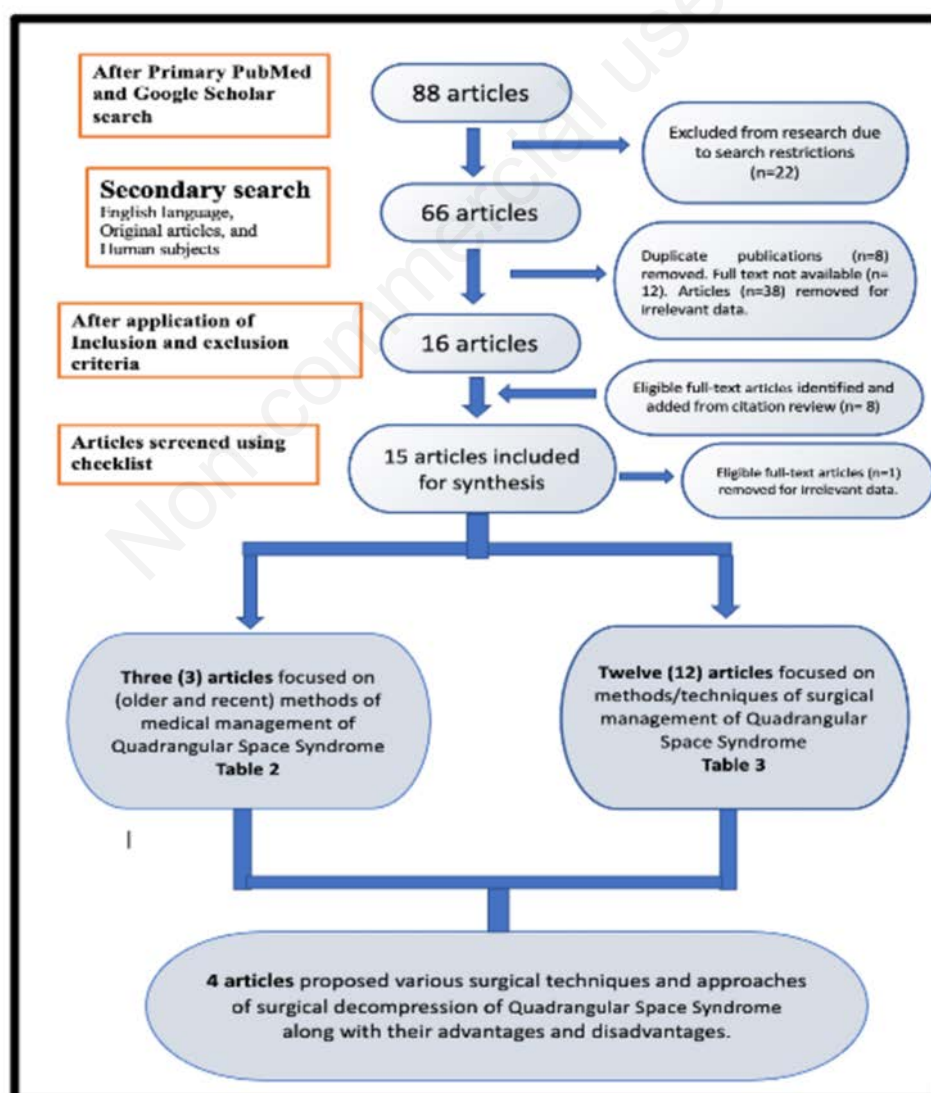 After Primary PubMed
and Google Scholar
search
88 articles
Excluded from research due
to search restrictions
(n=22)
Secondary search
English language,
Original articles, and
Human subjects
66 articles
Duplicate publications (n=8)
removed. Full text not available (n=
12). Articles (n=38) removed for
irrelevant data.
After application of
Inclusion and exclusion
criteria
16 articles
Eligible full-text articles identified and
added from citation review (n= 8)
Articles screened using
checklist
15 articles included
for synthesis
Eligible full-text articles (n=1)
removed for irrelevant data.
Three (3) articles focused on
(older and recent) methods of
medical management of
Quadrangular Space Syndrome
Table 2
Twelve (12) articles focused on
methods/techniques of surgical
management of Quadrangular
Space Syndrome
Table 3
4 articles proposed various surgical techniques and approaches
of surgical decompression of Quadrangular Space Syndrome
along with their advantages and disadvantages.
Non-commercial use